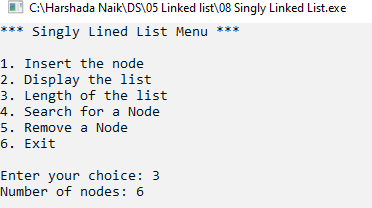 C:\Harshada Naik\DS\05 Linked list\08 Singly Linked List.exe
*** Singly Lined List Menu ***
1. Insert the node
2. Display the list
3. Length of the list
4. Search for a Node
5. Remove a Node
6. Exit
Enter your choice: 3
Number of nodes: 6